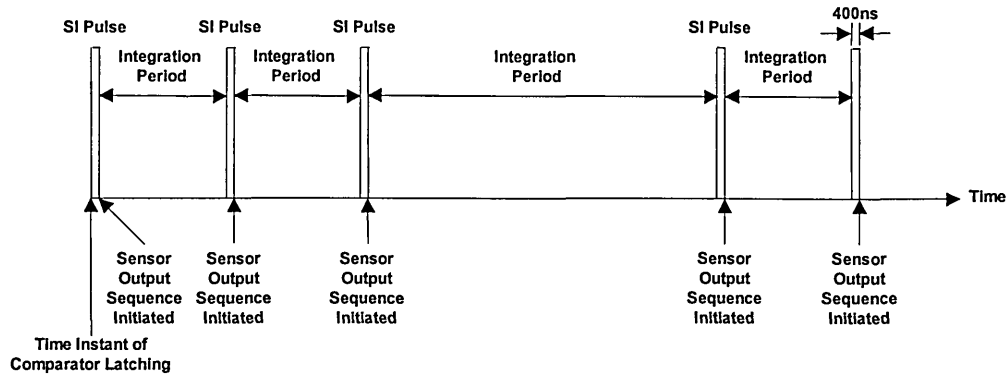 400ns
SI Pulse
SI Pulse
SI Pulse
SI Pulse
Integration
Period
Integration
Period
Integration
Period
Integration
Period
Time
Sensor
Output
Sequence
Initiated
Sensor
Output
Sequence
Initiated
Sensor
Output
Sequence
Initiated
Sensor
Output
Sequence
Initiated
Sensor
Output
Sequence
Initiated
Time Instant of
Comparator Latching